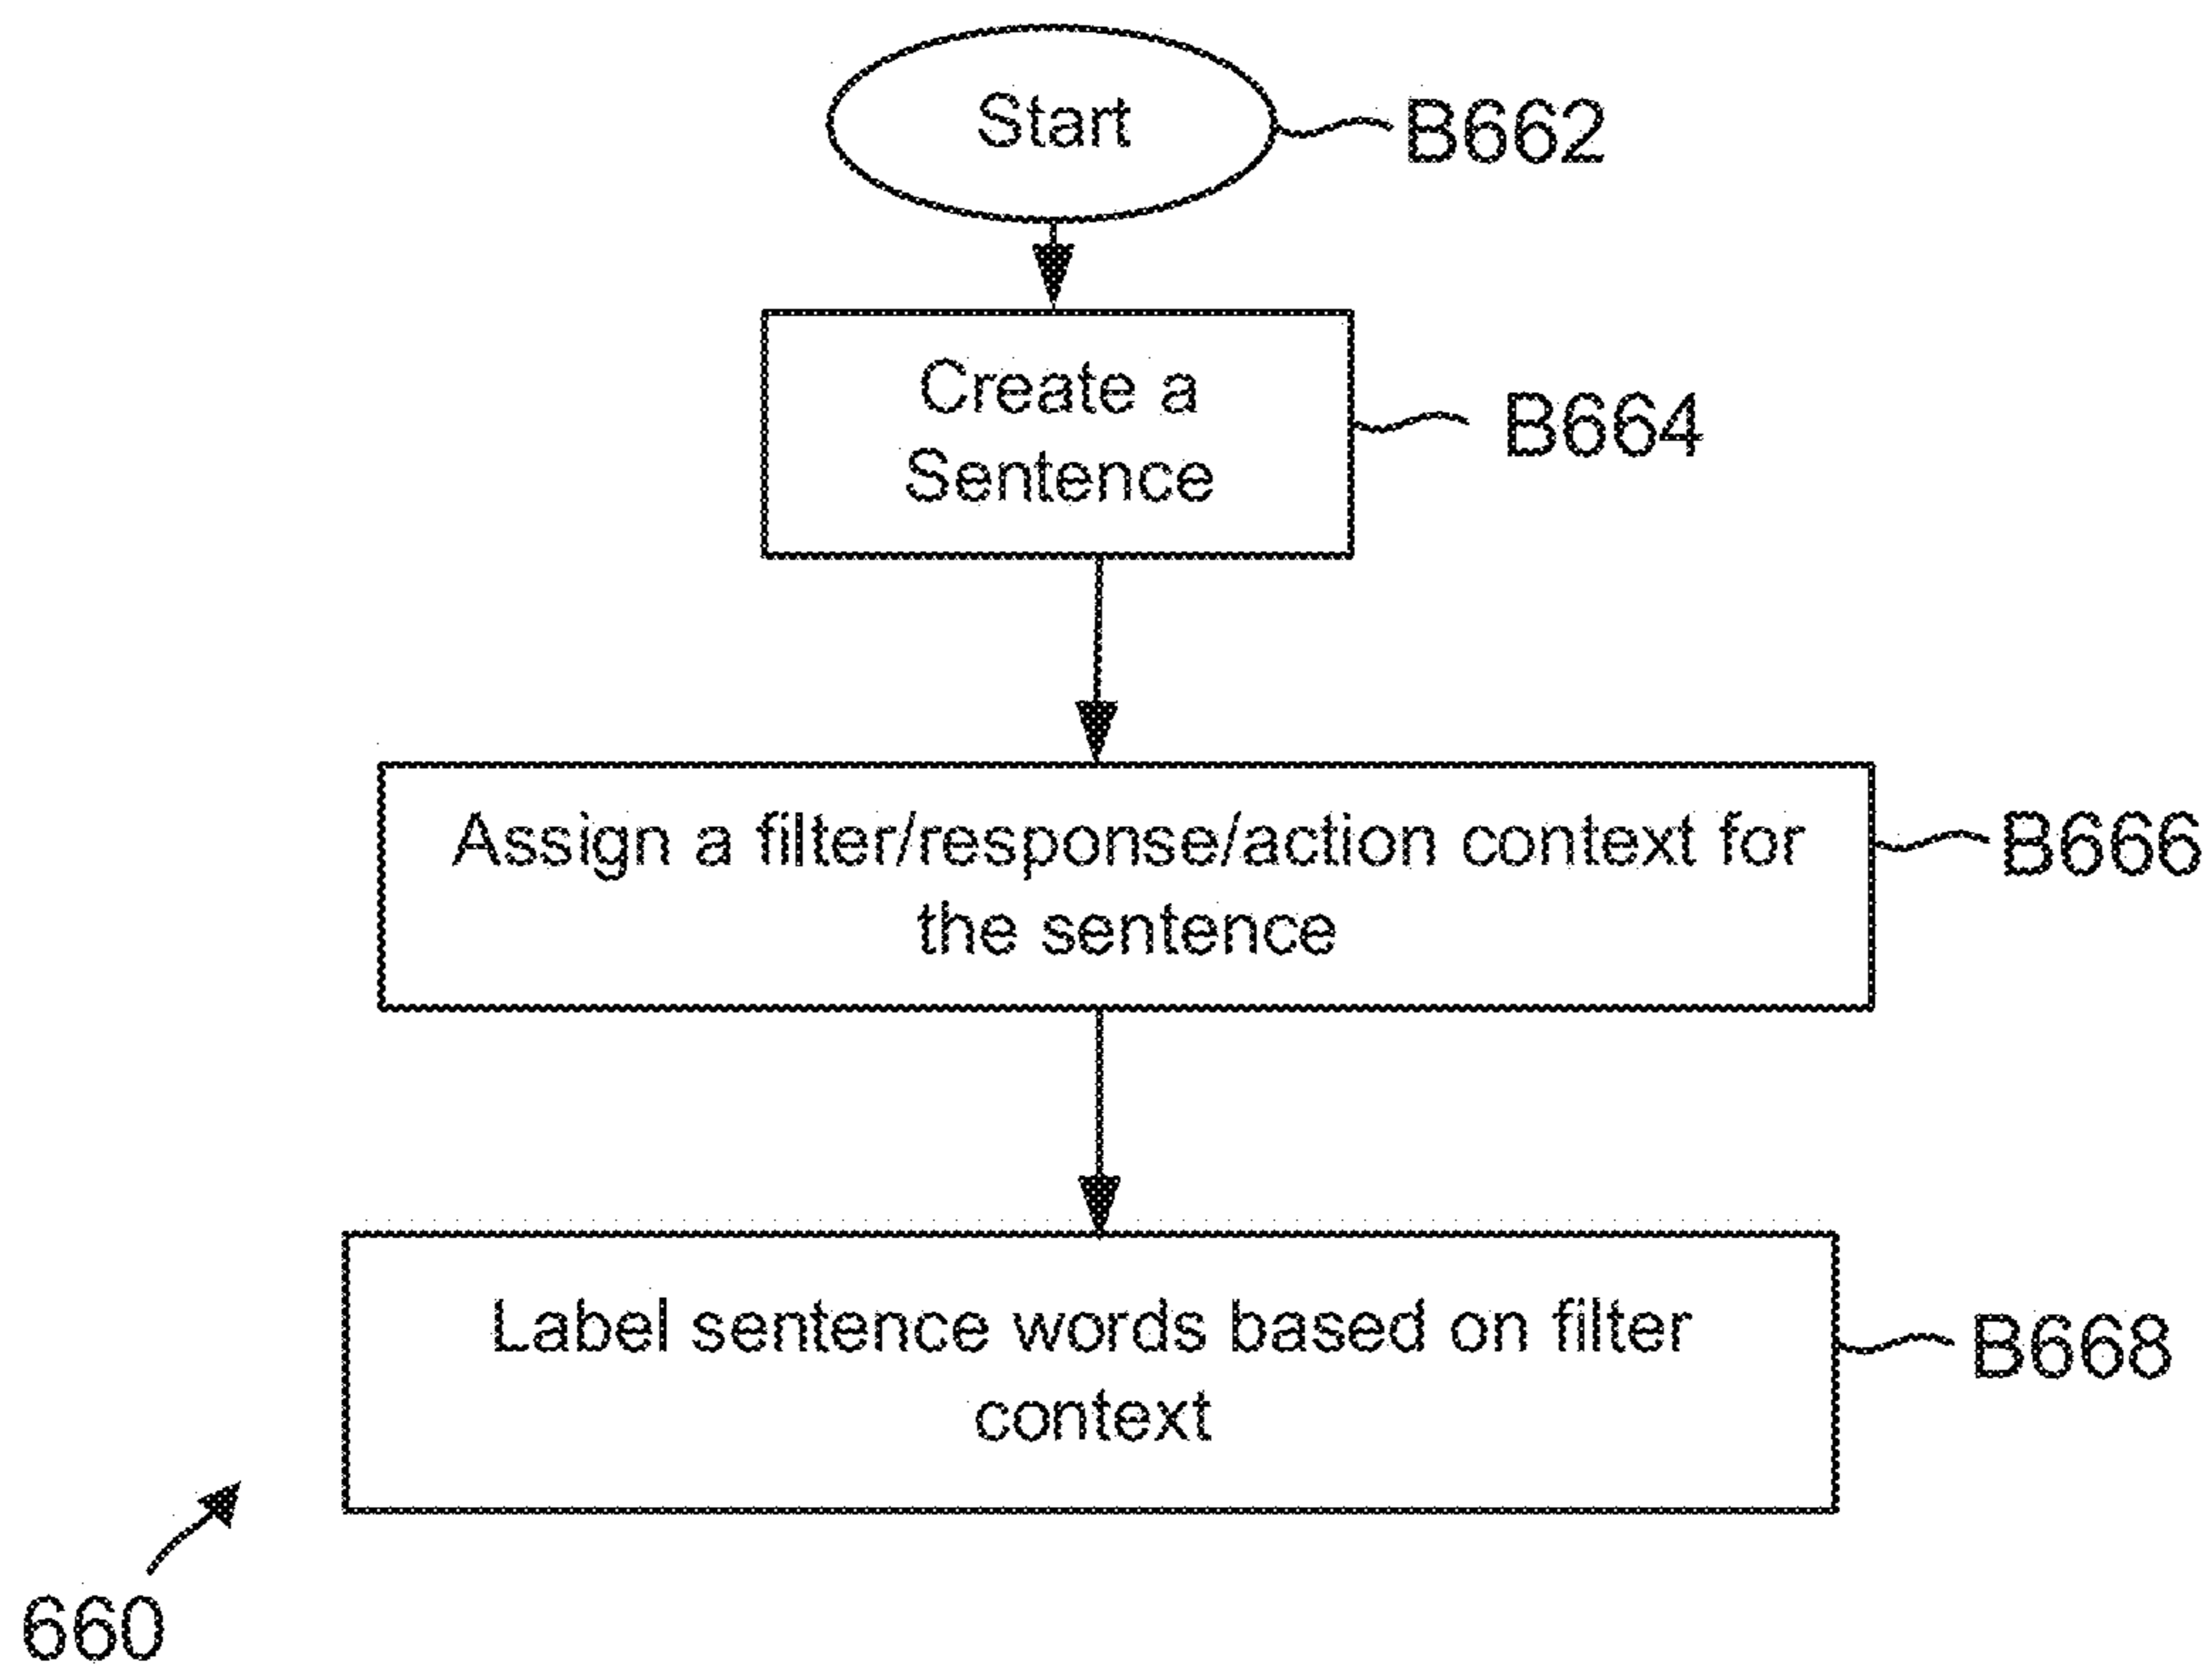 Start
B662
Create a
Sentence
B664
Assign a filter/response/action context for
the sentence
B666
Label sentence words based on filter
context
B668
660